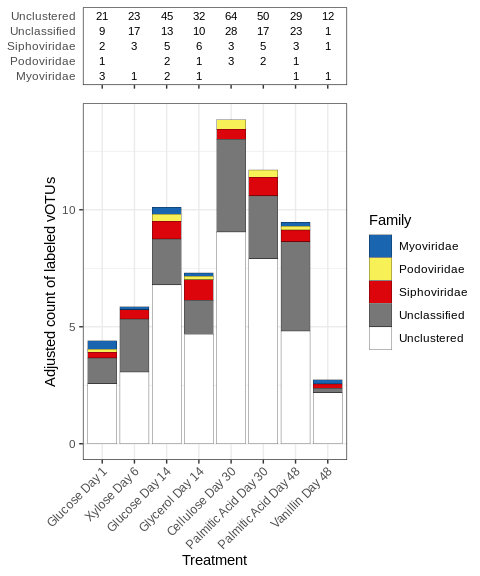 Unclustered 21 23 45 32 64 50 29 12
Unclassified 9 17 13 10 28 17 23 1
Siphoviridae 2 3 5 6 3 5 3 1
Podoviridae 1 2 1 3 2 1
Myoviridae 3 1 2 1 1 1
Adjusted count of labeled vOTUs
10
5
0
Family
Myoviridae
Podoviridae
Siphoviridae
Unclassified
Unclustered
Glucose Day 1
Xylose Day 6
Glucose Day 14
Glycerol Day 14
Cellulose Day 30
Palmitic Acid Day 30
Palmitic Acid Day 48
Vanillin Day 48
Treatment